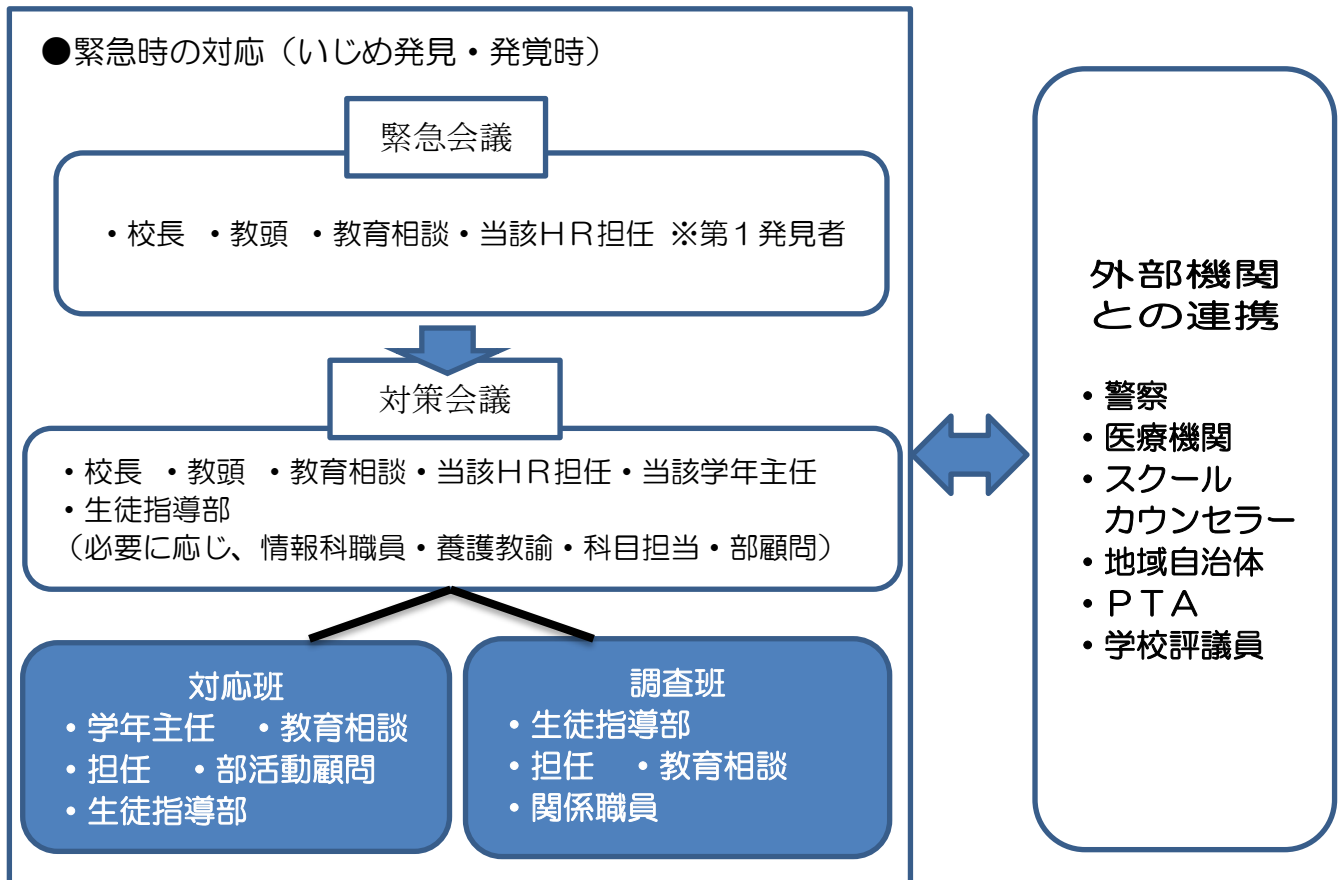 ●緊急時の対応（いじめ発見・発覚時）
緊急会議
・校長 ・教頭 ・教育相談・当該ＨＲ担任 ※第１発見者
対策会議
・校長 ・教頭 ・教育相談・当該ＨＲ担任・当該学年主任
・生徒指導部
（必要に応じ、情報科職員・養護教諭・科目担当・部顧問）
対応班
・学年主任 ・教育相談
・担任 ・部活動顧問
・生徒指導部
調査班
・生徒指導部
・担任 ・教育相談
・関係職員
外部機関
との連携
・警察
・医療機関
・スクール
カウンセラー
・地域自治体
・ＰＴＡ
・学校評議員